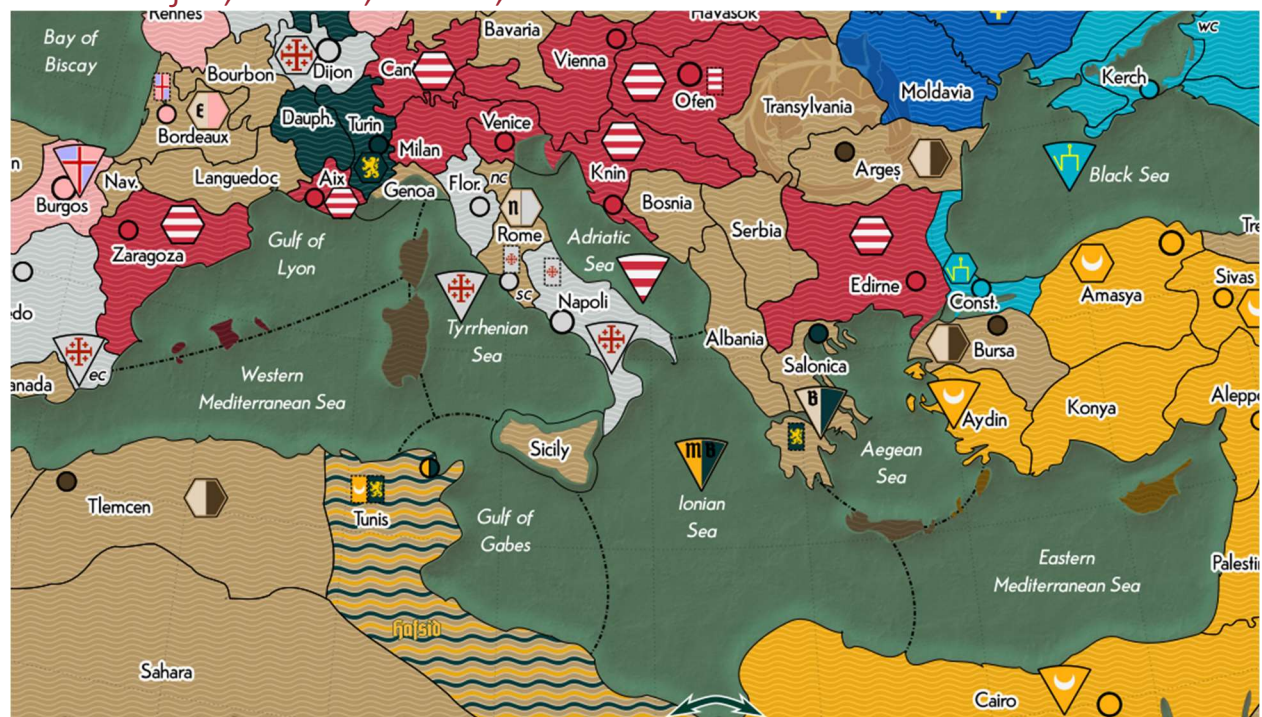 Rennes
Bavaria
Havasok
wc
Bay of
Biscay
Vienna
Bourbon
Dijon
Ofen
Kerch
Moldavia
Transylvania
E
Dauph.
Turin
Venice
Bordeaux
Milan
Argeş
Black Sea
Knin
Nav.
Languedoc
Aix
Genoa
Flor.
nc
Burgos
Bosnia
n
Rome
Serbia
Adriatic
Sea
Gulf of
Lyon
Zaragoza
Edirne
Const.
Amasya
Sivas
sc
Napoli
Tyrrhenian
Sea
Albania
Bursa
Salonica
ec
Western
Mediterranean Sea
B
Konya
Aydin
Sicily
Aegean
Sea
m B
Ionian
Sea
Tlemcen
Tunis
Gulf of
Gabes
Eastern
Mediterranean Sea
hafsid
Sahara
Cairo